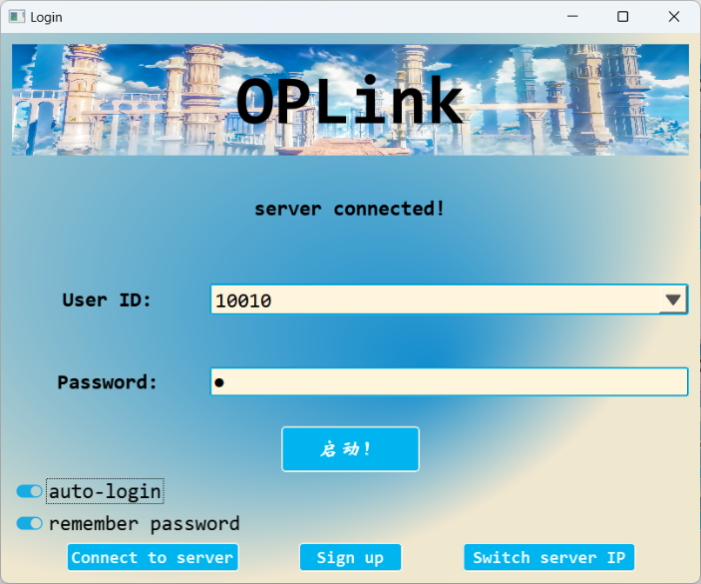 Login
OPLink
server connected!
User ID:
10010
Password:
启动！
auto-login
remember password
Connect to server
Sign up
Switch server IP